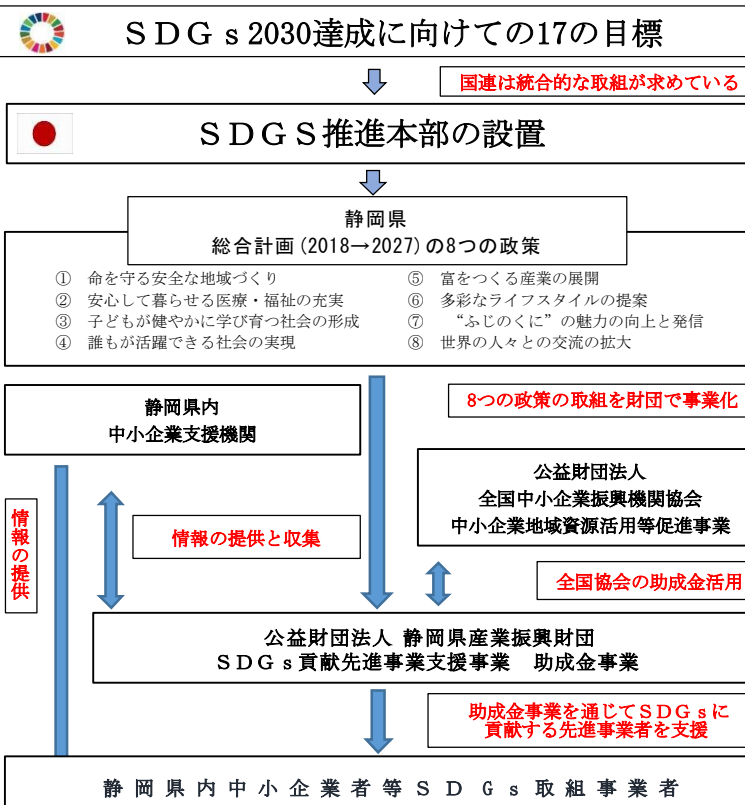 ＳＤＧｓ2030達成に向けての17の目標
国連は統合的な取組が求めている
ＳＤＧＳ推進本部の設置
静岡県
総合計画(2018→2027)の8つの政策
① 命を守る安全な地域づくり
② 安心して暮らせる医療・福祉の充実
③ 子どもが健やかに学び育つ社会の形成
④ 誰もが活躍できる社会の実現
⑤ 富をつくる産業の展開
⑥ 多彩なライフスタイルの提案
⑦ “ふじのくに”の魅力の向上と発信
⑧ 世界の人々との交流の拡大
静岡県内
中小企業支援機関
8つの政策の取組を財団で事業化
公益財団法人
全国中小企業振興機関協会
中小企業地域資源活用等促進事業
情報の提供
情報の提供と収集
全国協会の助成金活用
公益財団法人 静岡県産業振興財団
ＳＤＧｓ貢献先進事業支援事業　助成金事業
助成金事業を通じてＳＤＧｓに
貢献する先進事業者を支援
静岡県内中小企業者等ＳＤＧｓ取組事業者